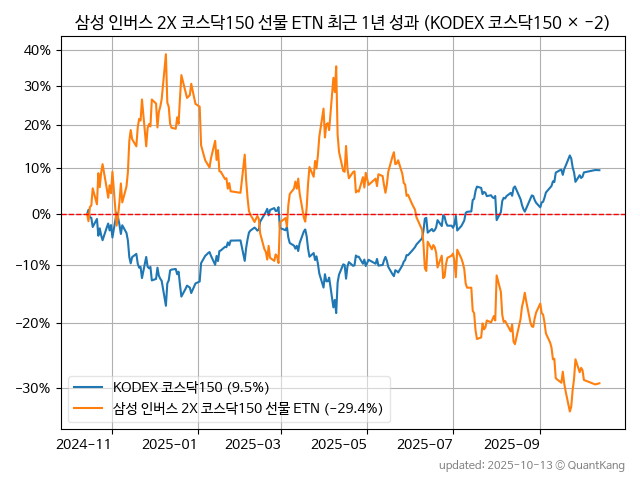 삼성 인버스 2X 코스닥150 선물 ETN 최근 1년 성과 (KODEX 코스닥150 × −2)
40%
30%
20%
10%
0%
−10%
−20%
−30%
KODEX 코스닥150 (9.5%)
삼성 인버스 2X 코스닥150 선물 ETN (−29.4%)
2024-11 2025-01 2025-03 2025-05 2025-07 2025-09
updated: 2025-10-13 © QuantKang